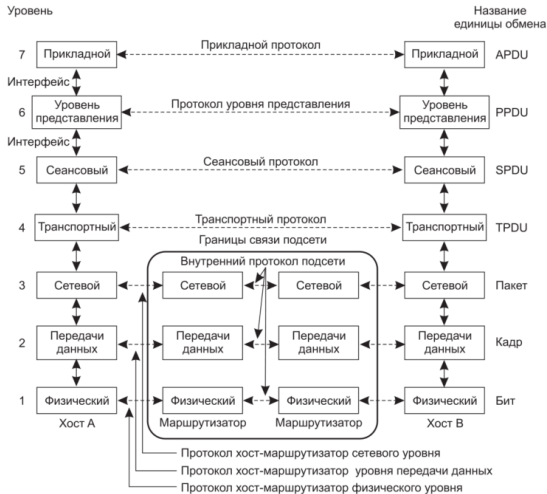 Уровень
Название
единицы обмена
7 Прикладной Прикладной протокол Прикладной APDU
Интерфейс
6 Уровень представления Протокол уровня представления Уровень представления PPDU
Интерфейс
5 Сеансовый Сеансовый протокол Сеансовый SPDU
4 Транспортный Транспортный протокол Транспортный TPDU
Границы связи подсети
Внутренний протокол подсети
3 Сетевой Сетевой Сетевой Сетевой Пакет
2 Передачи данных Передачи данных Передачи данных Передачи данных Кадр
1 Физический Физический Физический Физический Бит
Хост A Маршрутизатор Маршрутизатор Хост B
Протокол хост-маршрутизатор сетевого уровня
Протокол хост-маршрутизатор уровня передачи данных
Протокол хост-маршрутизатор физического уровня